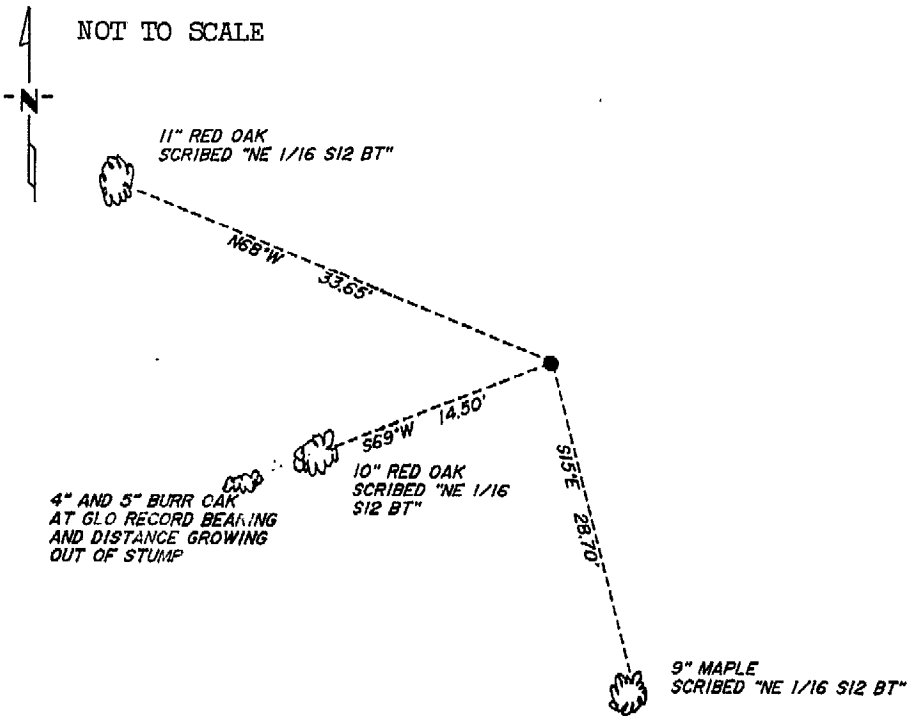 NOT TO SCALE
N
11" RED OAK
SCRIBED "NE 1/16 S12 BT"
N68°W 33.65'
S69°W 14.50'
10" RED OAK
SCRIBED "NE 1/16
S12 BT"
4" AND 5" BURR OAK
AT GLO RECORD BEARING
AND DISTANCE GROWING
OUT OF STUMP
S15°E 28.70'
9" MAPLE
SCRIBED "NE 1/16 S12 BT"